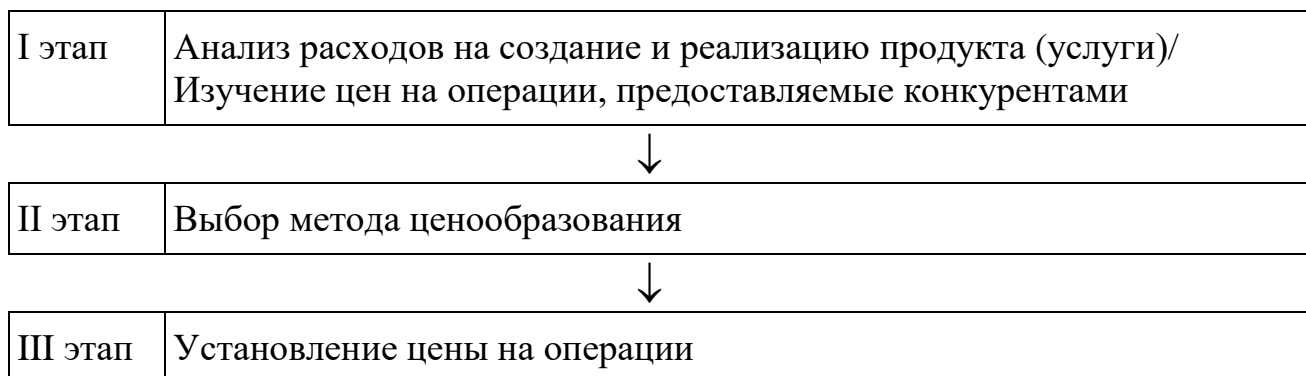 I этап Анализ расходов на создание и реализацию продукта (услуги)/
Изучение цен на операции, предоставляемые конкурентами
↓
II этап Выбор метода ценообразования
↓
III этап Установление цены на операции